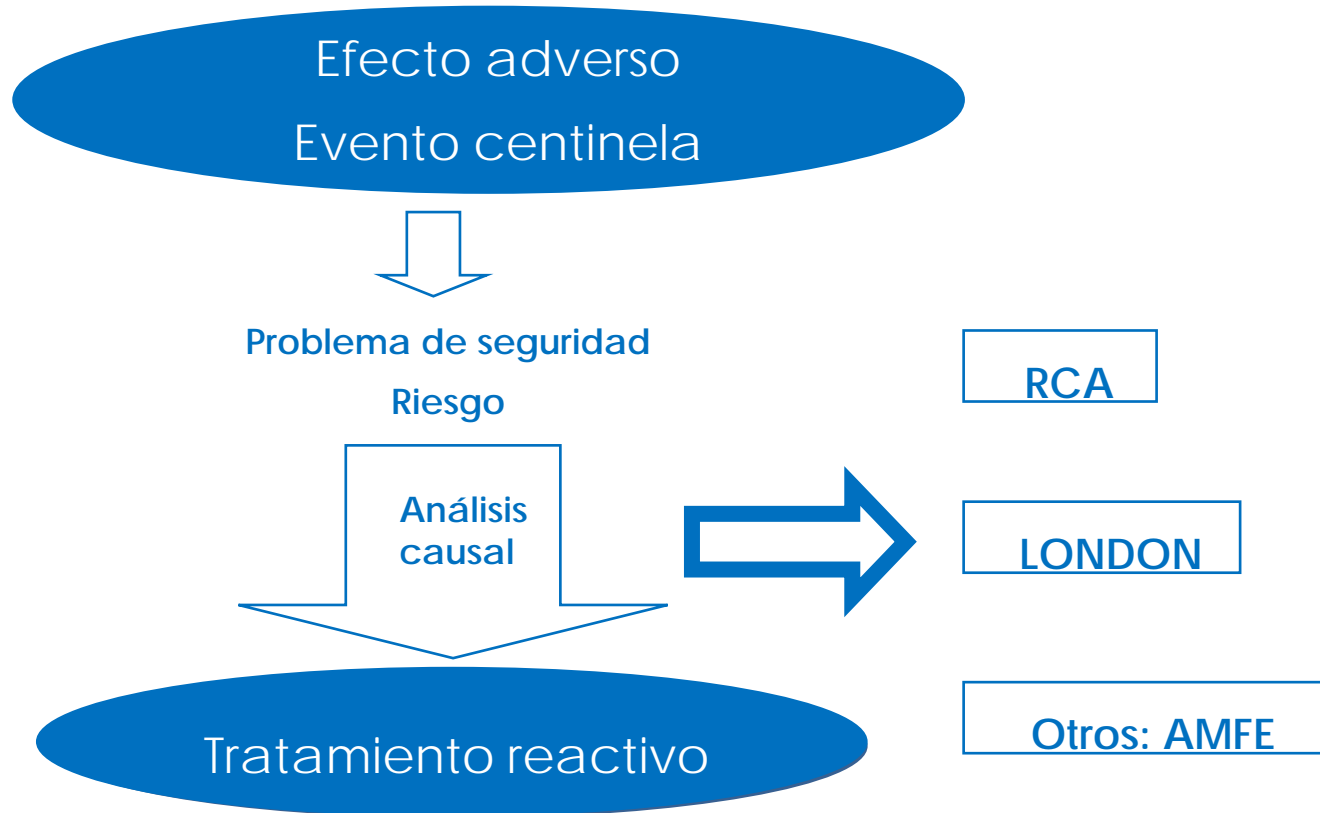 Efecto adverso
Evento centinela
Problema de seguridad
Riesgo
Análisis
causal
Tratamiento reactivo
RCA
LONDON
Otros: AMFE